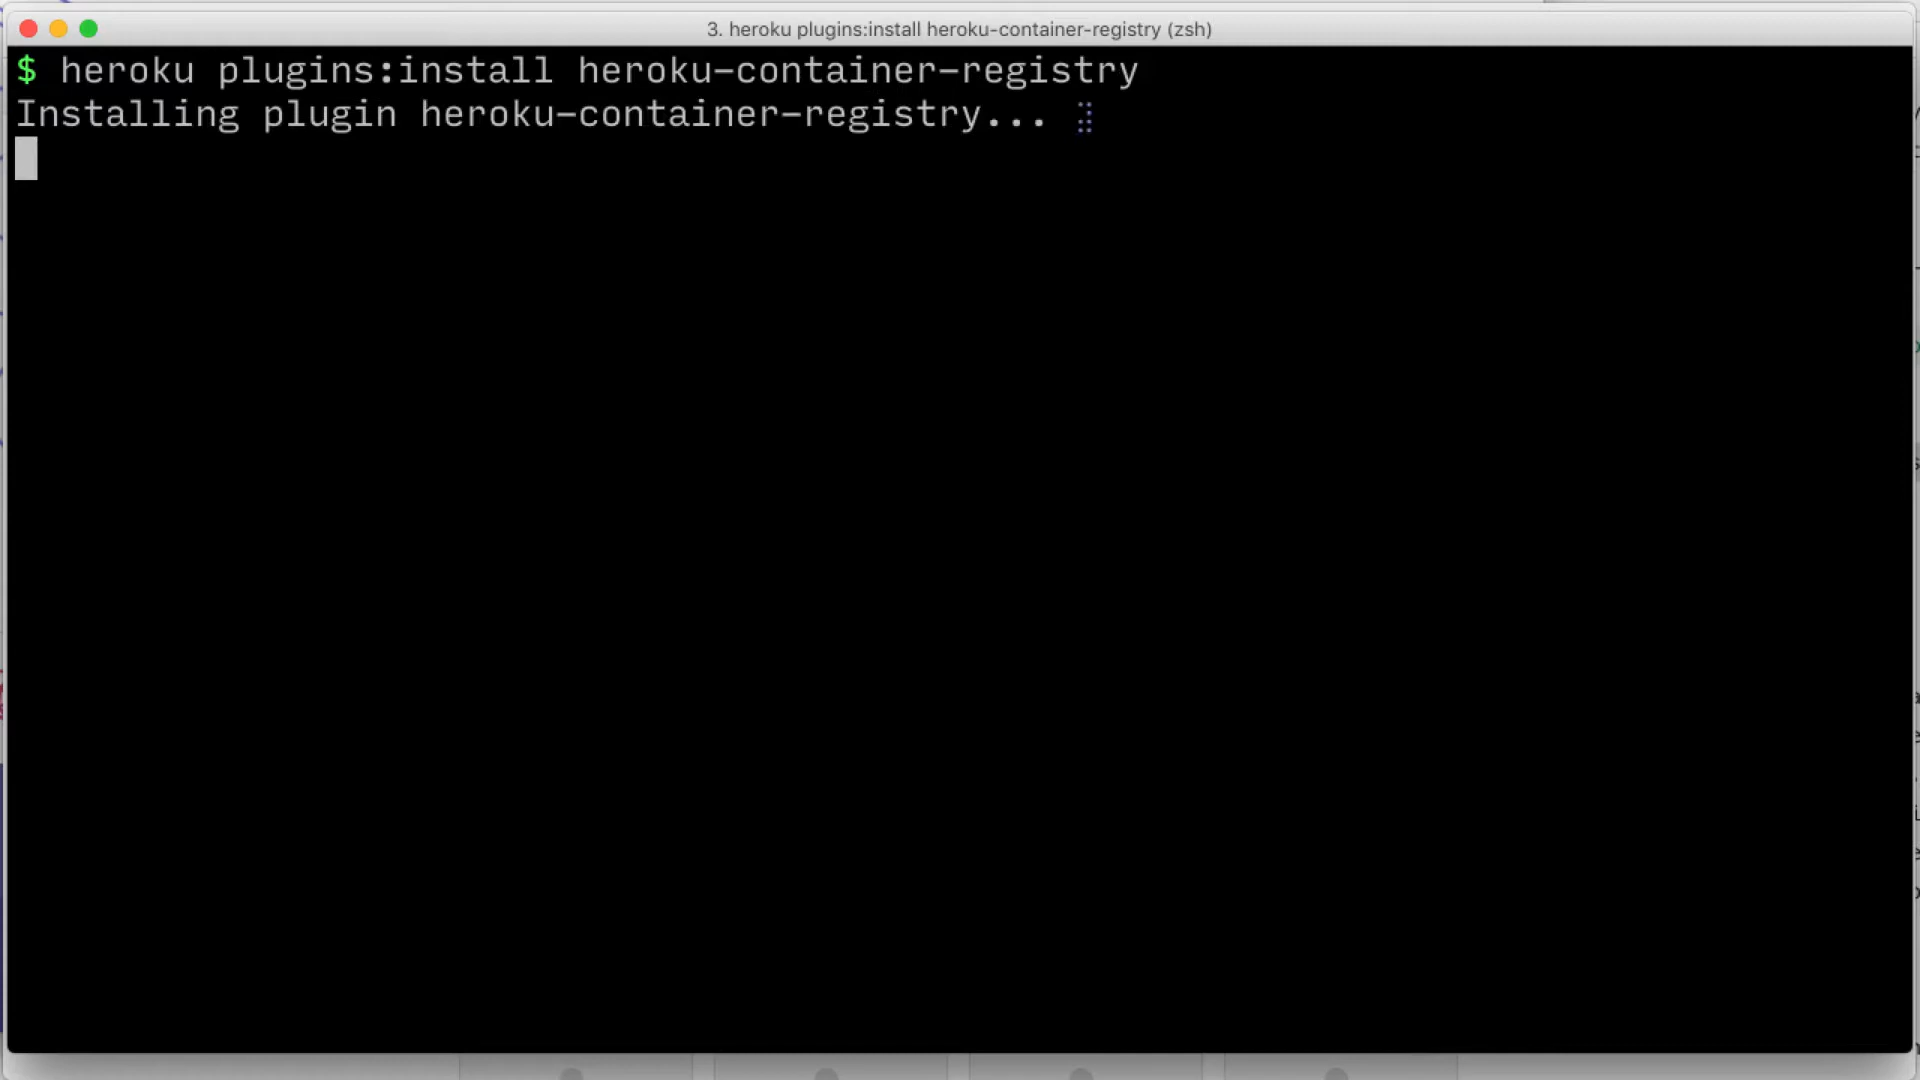 3. heroku plugins:install heroku-container-registry (zsh)
$ heroku plugins:install heroku-container-registry
Installing plugin heroku-container-registry...